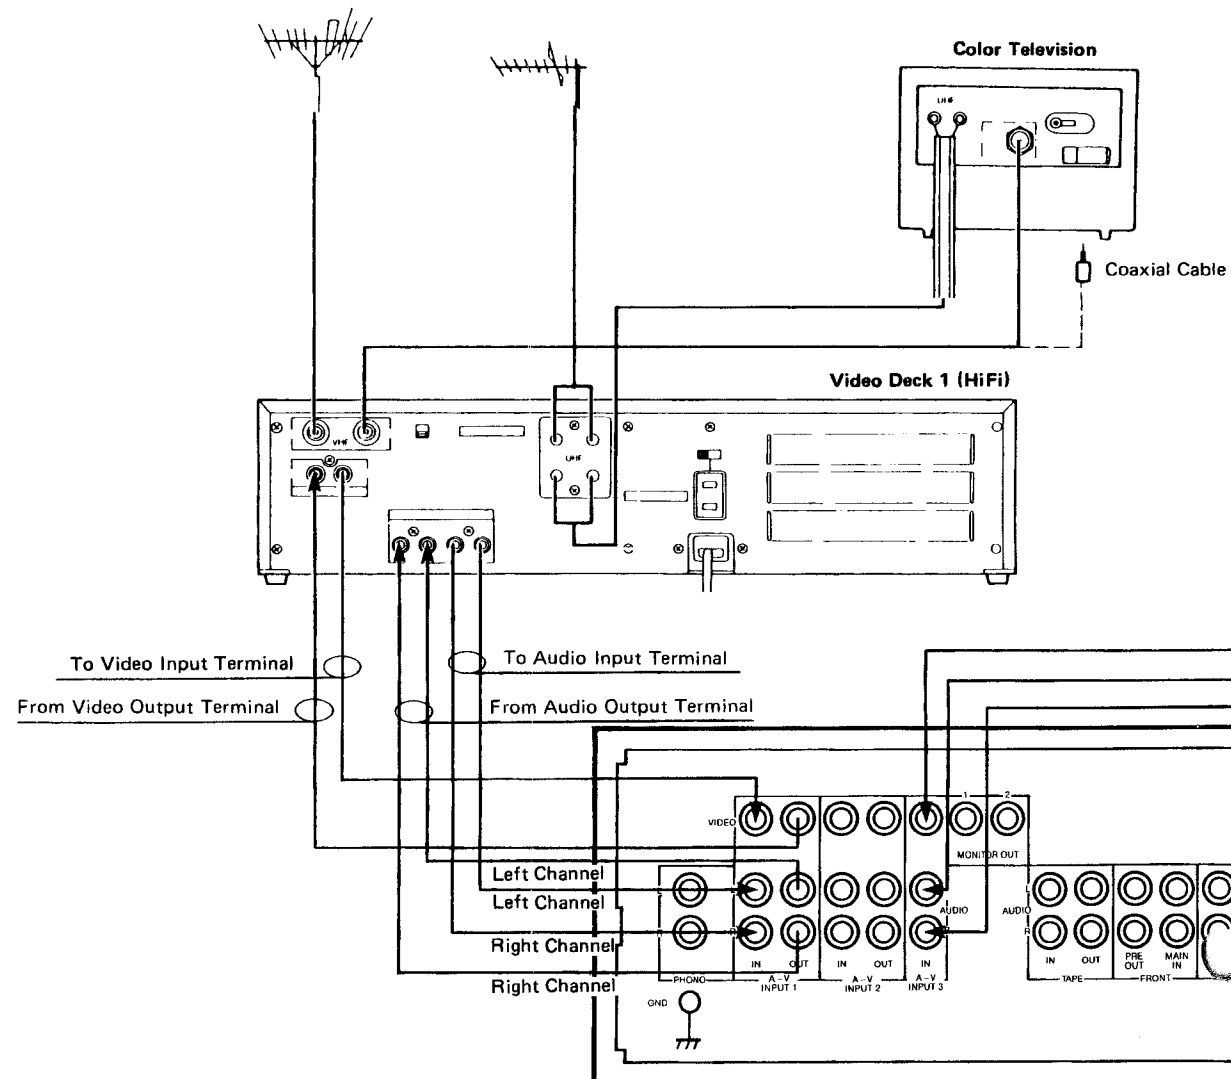 Color Television
UHF
Coaxial Cable
Video Deck 1 (HiFi)
VHF
UHF
To Video Input Terminal
To Audio Input Terminal
From Video Output Terminal
From Audio Output Terminal
1 2
VIDEO
MONITOR OUT
Left Channel
Left Channel
L
AUDIO
AUDIO
R
Right Channel
IN OUT IN OUT IN
IN OUT
PRE OUT
MAIN IN
PHONO
A–V INPUT 1
A–V INPUT 2
A–V INPUT 3
TAPE
FRONT
Right Channel
GND